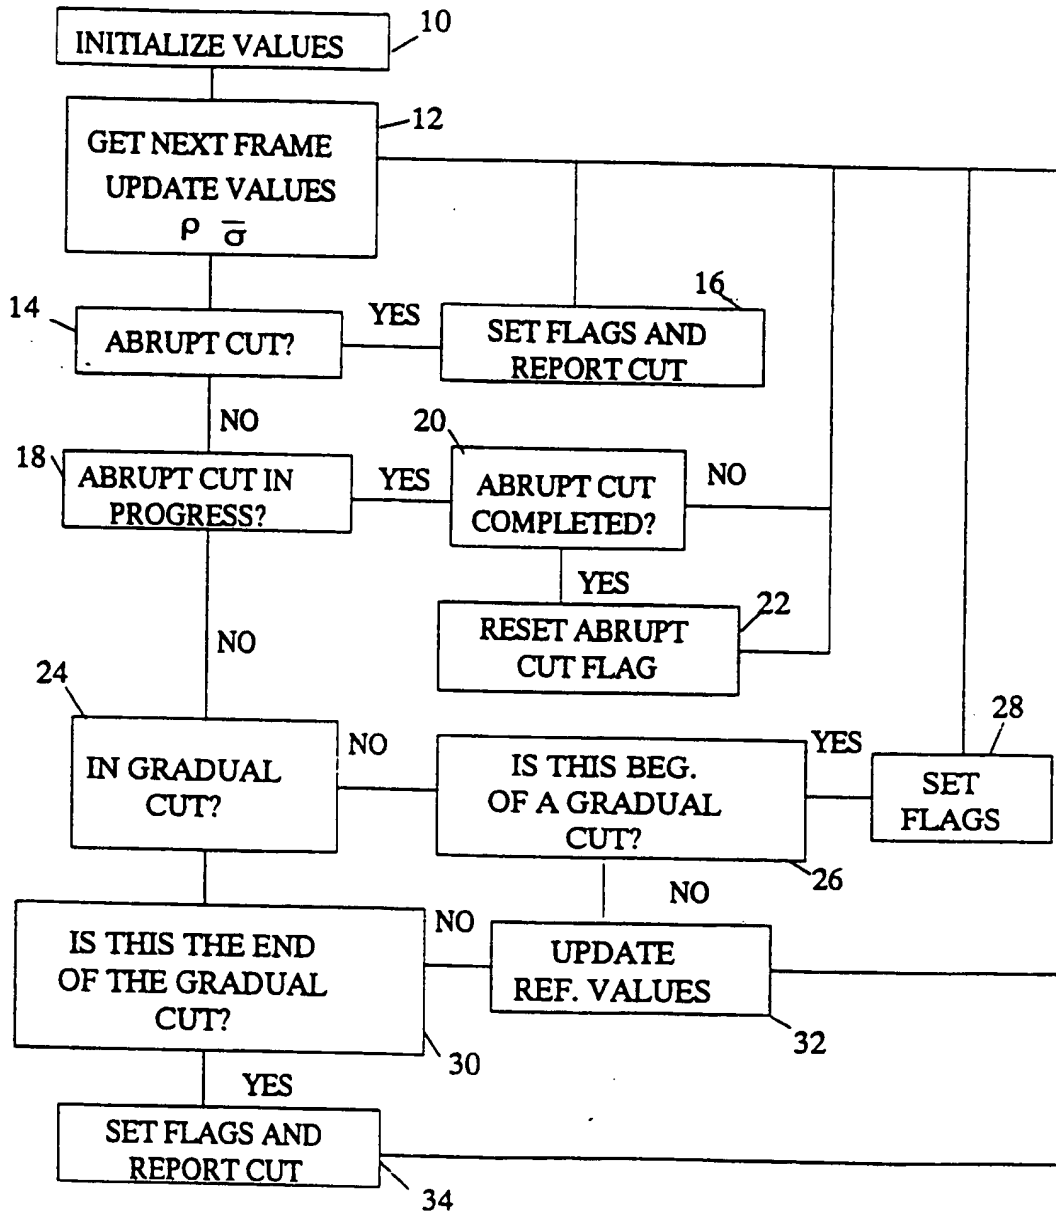 INITIALIZE VALUES
10
GET NEXT FRAME
UPDATE VALUES
ρ σ̅
12
14
ABRUPT CUT?
YES
16
SET FLAGS AND
REPORT CUT
NO
18
ABRUPT CUT IN
PROGRESS?
YES
20
ABRUPT CUT
COMPLETED?
NO
YES
22
RESET ABRUPT
CUT FLAG
NO
24
IN GRADUAL
CUT?
NO
IS THIS BEG.
OF A GRADUAL
CUT?
26
YES
28
SET
FLAGS
NO
IS THIS THE END
OF THE GRADUAL
CUT?
30
NO
UPDATE
REF. VALUES
32
YES
SET FLAGS AND
REPORT CUT
34